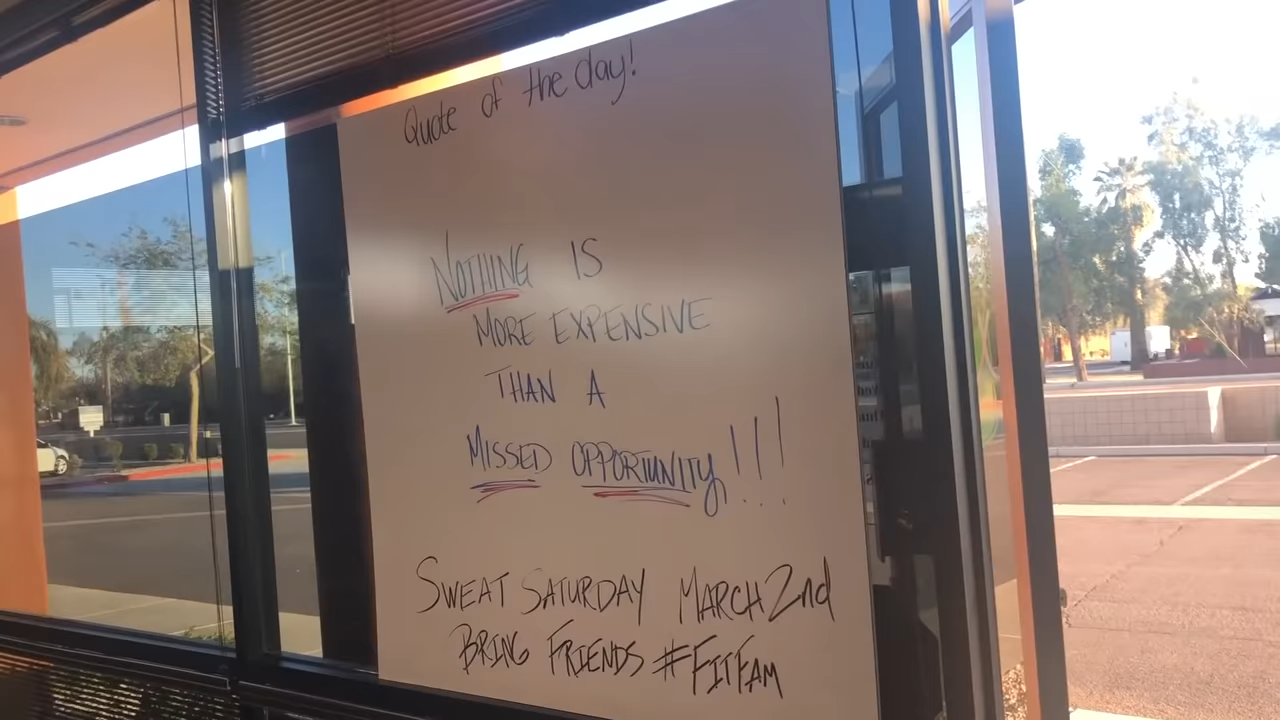 Quote of the day!
NOTHING IS
MORE EXPENSIVE
THAN A
MISSED OPPORTUNITY!!!
SWEAT SATURDAY MARCH 2nd
BRING FRIENDS #FITFAM